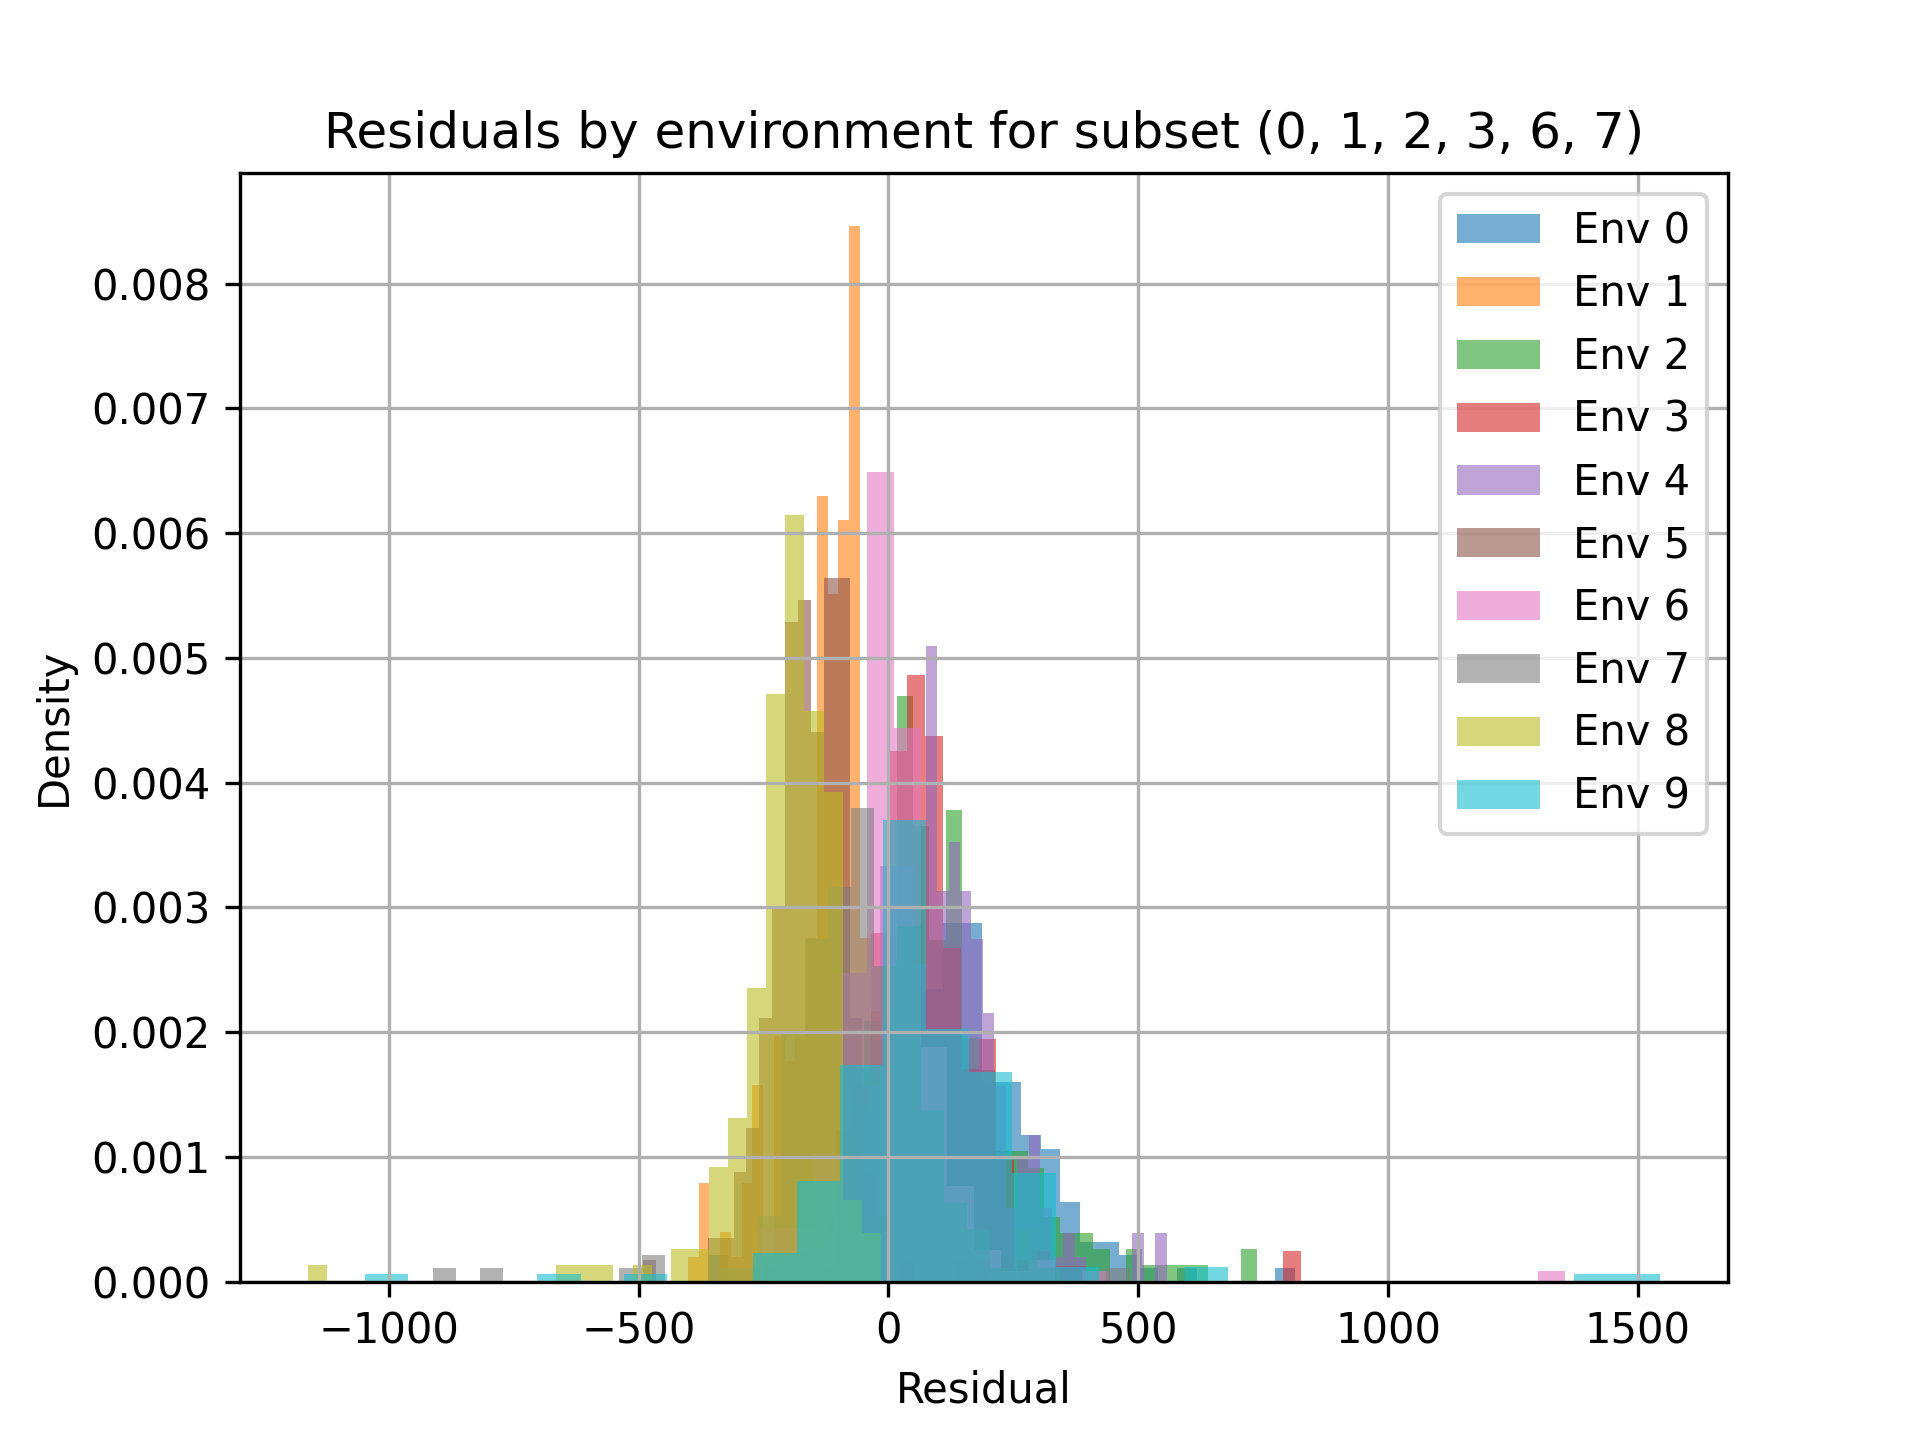 Residuals by environment for subset (0, 1, 2, 3, 6, 7)
Env 0
Env 1
Env 2
Env 3
Env 4
Env 5
Env 6
Env 7
Env 8
Env 9
Density
0.008
0.007
0.006
0.005
0.004
0.003
0.002
0.001
0.000
−1000 −500 0 500 1000 1500
Residual